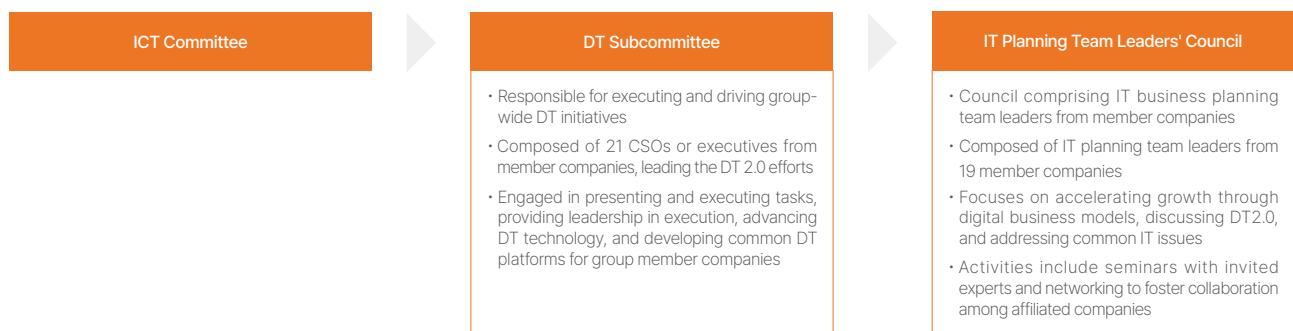 ICT Committee
DT Subcommittee
• Responsible for executing and driving group-
wide DT initiatives
• Composed of 21 CSOs or executives from
member companies, leading the DT 2.0 efforts
• Engaged in presenting and executing tasks,
providing leadership in execution, advancing
DT technology, and developing common DT
platforms for group member companies
IT Planning Team Leaders' Council
• Council comprising IT business planning
team leaders from member companies
• Composed of IT planning team leaders from
19 member companies
• Focuses on accelerating growth through
digital business models, discussing DT2.0,
and addressing common IT issues
• Activities include seminars with invited
experts and networking to foster collaboration
among affiliated companies